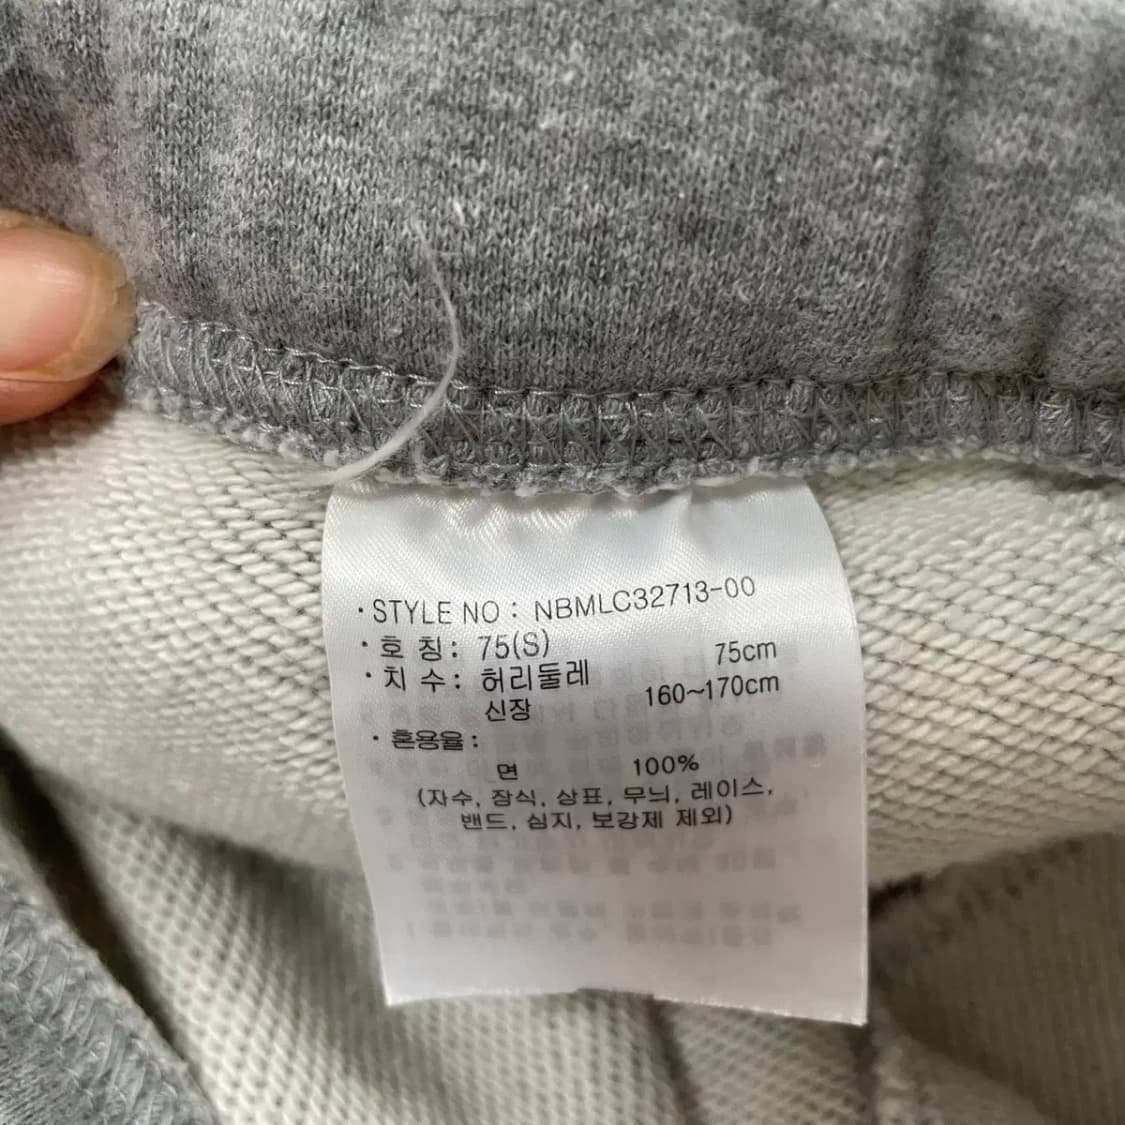 · STYLE NO : NBMLC32713-00
· 호 칭 : 75(S)
· 치 수 : 허리둘레 75cm
신장 160~170cm
· 혼용율 :
면 100%
(자수, 장식, 상표, 무늬, 레이스,
밴드, 심지, 보강제 제외)